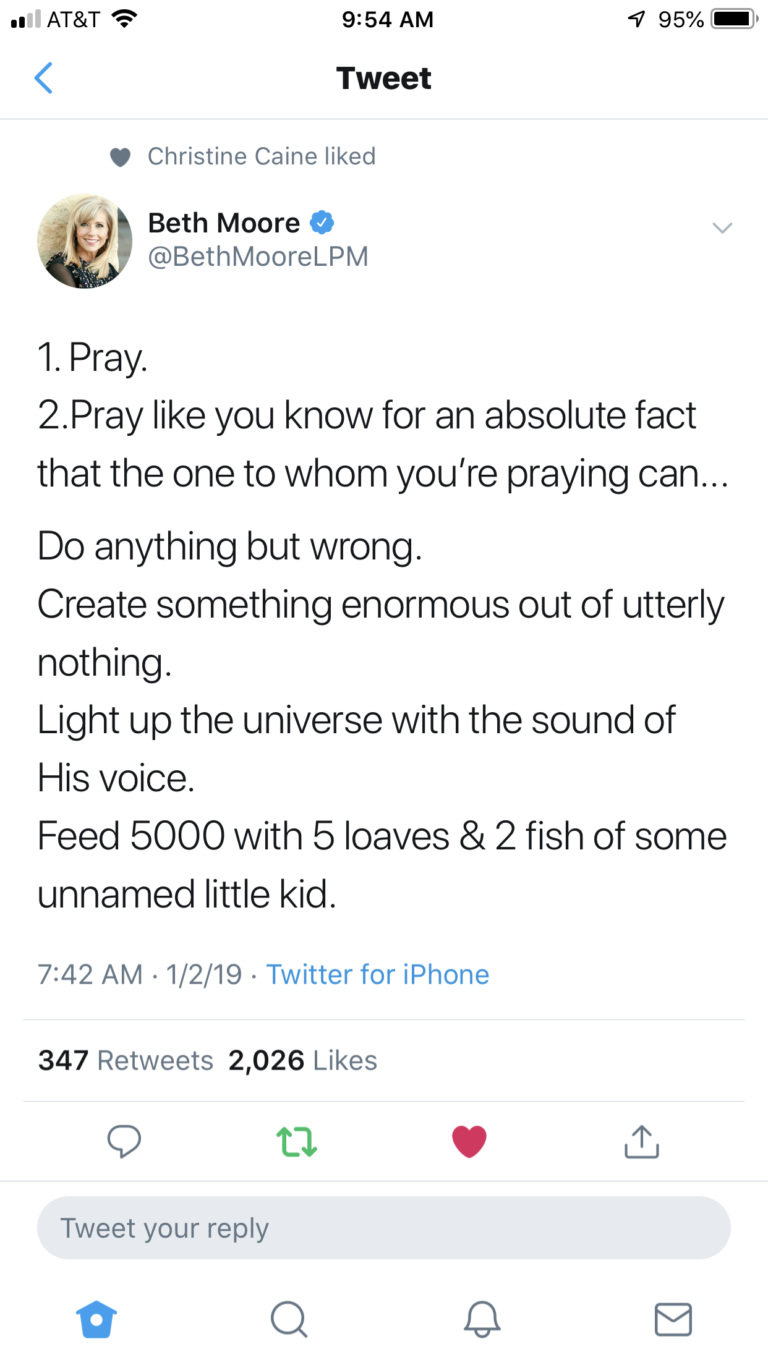 AT&T 9:54 AM 95%
Tweet
Christine Caine liked
Beth Moore
@BethMooreLPM
1. Pray.
2.Pray like you know for an absolute fact
that the one to whom you’re praying can...
Do anything but wrong.
Create something enormous out of utterly
nothing.
Light up the universe with the sound of
His voice.
Feed 5000 with 5 loaves & 2 fish of some
unnamed little kid.
7:42 AM · 1/2/19 · Twitter for iPhone
347 Retweets 2,026 Likes
Tweet your reply